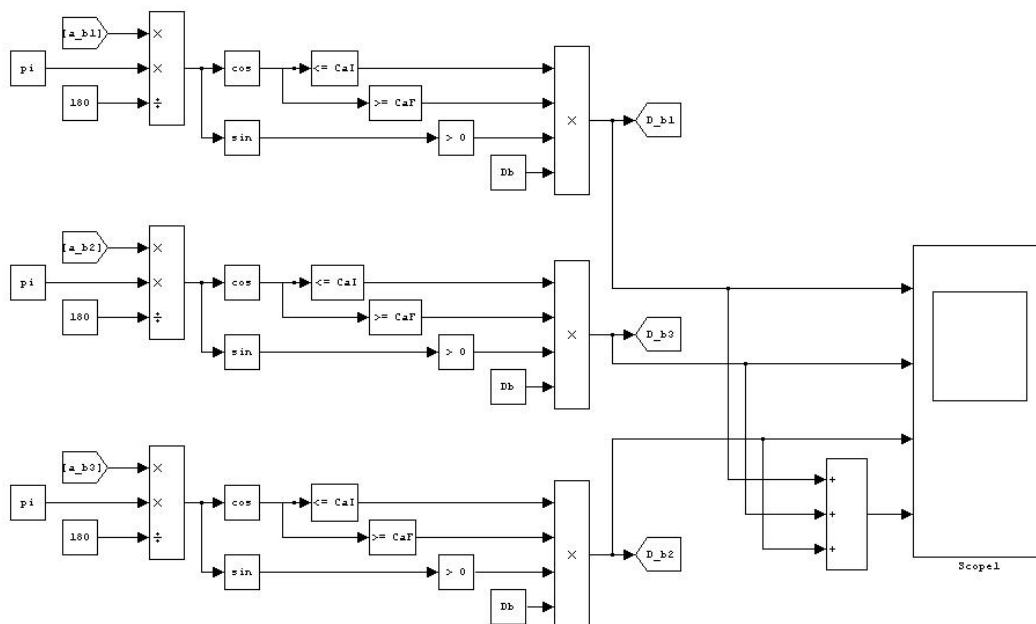 [a_b1]
×
pi
×
cos
<= CaI
180
÷
>= CaF
sin
> 0
×
D_b1
Db
[a_b2]
×
pi
×
cos
<= CaI
180
÷
>= CaF
sin
> 0
×
D_b3
Db
[a_b3]
×
pi
×
cos
<= CaI
180
÷
>= CaF
sin
> 0
×
D_b2
Db
+
+
+
Scope1